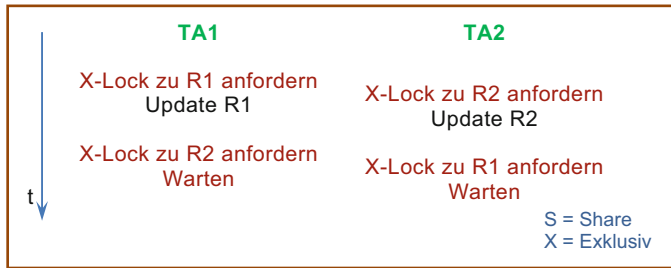 TA1
TA2
X-Lock zu R1 anfordern
Update R1
X-Lock zu R2 anfordern
Update R2
X-Lock zu R2 anfordern
Warten
X-Lock zu R1 anfordern
Warten
t
S = Share
X = Exklusiv